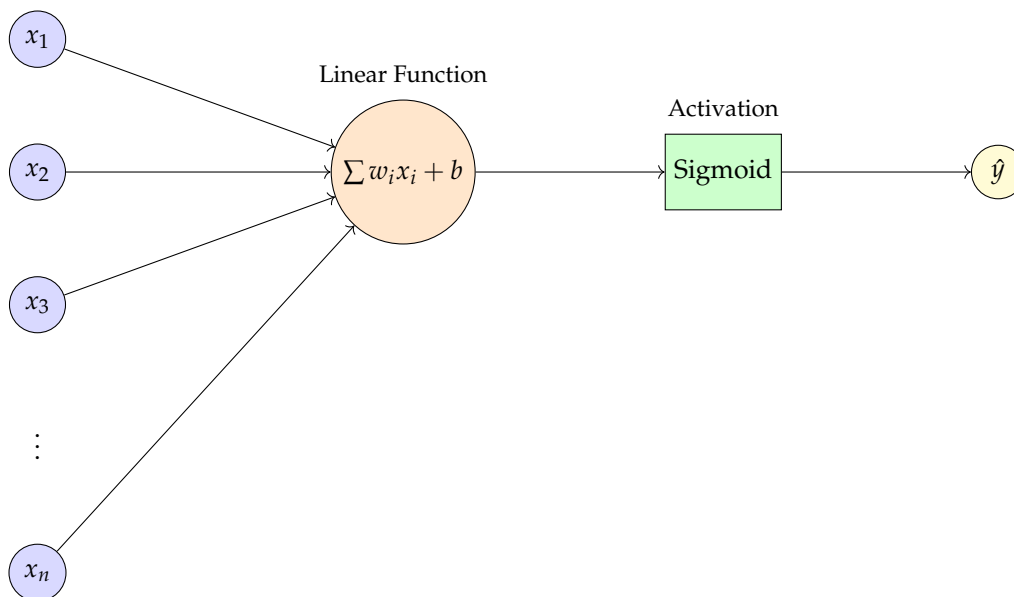 x₁
Linear Function
Activation
x₂
∑ wᵢxᵢ + b
Sigmoid
ŷ
x₃
⋮
xₙ